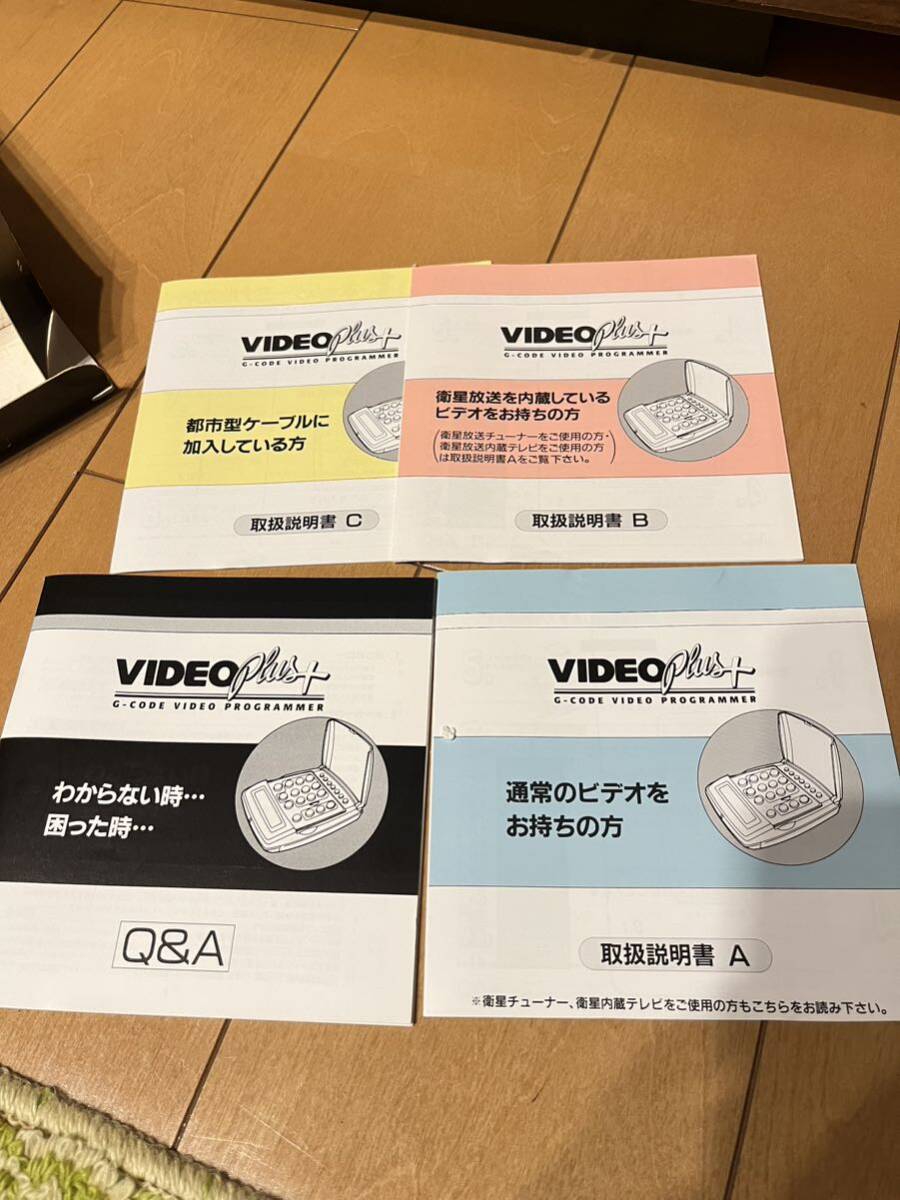 VIDEO Plus+
G-CODE VIDEO PROGRAMMER
都市型ケーブルに
加入している方
取扱説明書 C
VIDEO Plus+
G-CODE VIDEO PROGRAMMER
衛星放送を内蔵している
ビデオをお持ちの方
(衛星放送チューナーをご使用の方・
衛星放送内蔵テレビをご使用の方
は取扱説明書Aをご覧下さい。)
取扱説明書 B
VIDEO Plus+
G-CODE VIDEO PROGRAMMER
わからない時…
困った時…
Q&A
VIDEO Plus+
G-CODE VIDEO PROGRAMMER
通常のビデオを
お持ちの方
取扱説明書 A
※衛星チューナー、衛星内蔵テレビをご使用の方もこちらをお読み下さい。